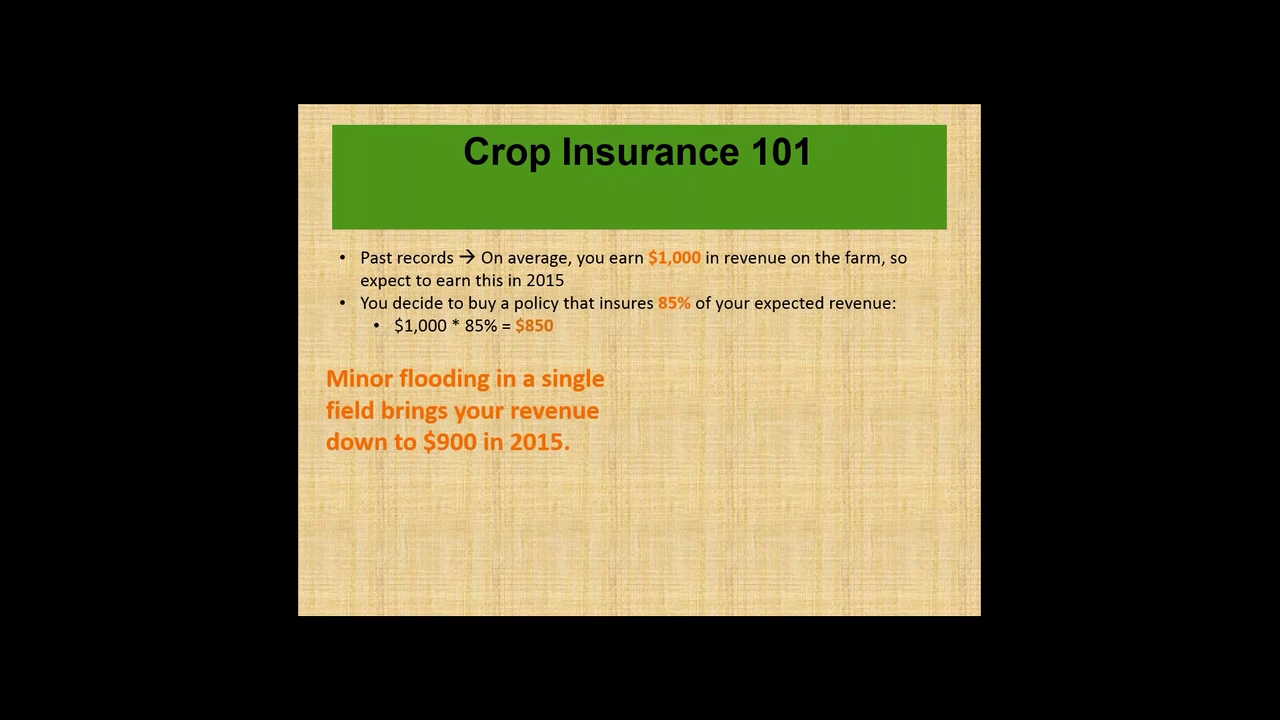 Crop Insurance 101
• Past records → On average, you earn $1,000 in revenue on the farm, so
expect to earn this in 2015
• You decide to buy a policy that insures 85% of your expected revenue:
• $1,000 * 85% = $850
Minor flooding in a single
field brings your revenue
down to $900 in 2015.